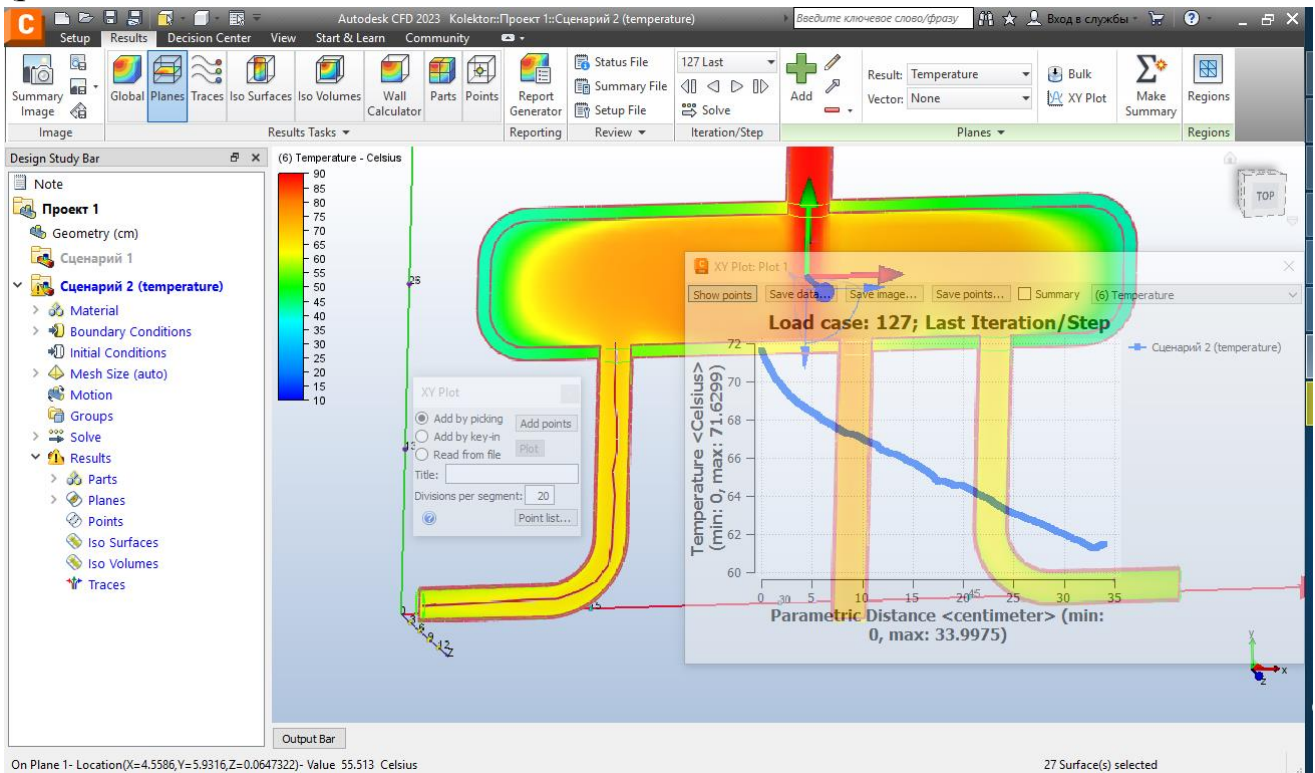 Autodesk CFD 2023 Kolektor::Проект 1::Сценарий 2 (temperature)
Введите ключевое слово/фразу
Вход в службы
Setup Results Decision Center View Start & Learn Community
Summary Image
Global
Planes
Traces
Iso Surfaces
Iso Volumes
Wall Calculator
Parts
Points
Report Generator
Status File
Summary File
Setup File
127 Last
Solve
Add
Result: Temperature
Vector: None
Bulk
XY Plot
Make Summary
Regions
Image
Results Tasks
Reporting
Review
Iteration/Step
Planes
Regions
Design Study Bar
Note
Проект 1
Geometry (cm)
Сценарий 1
Сценарий 2 (temperature)
Material
Boundary Conditions
Initial Conditions
Mesh Size (auto)
Motion
Groups
Solve
Results
Parts
Planes
Points
Iso Surfaces
Iso Volumes
Traces
(6) Temperature - Celsius
90
85
80
75
70
65
60
55
50
45
40
35
30
25
20
15
10
26
13
0
3
6
9
12
Z
15
30
45
TOP
XY Plot
Add by picking
Add points
Add by key-in
Read from file
Plot
Title:
Divisions per segment: 20
Point list...
XY Plot: Plot 1
Show points
Save data...
Save image...
Save points...
Summary
(6) Temperature
Load case: 127; Last Iteration/Step
Сценарий 2 (temperature)
Temperature <Celsius>
(min: 0, max: 71.6299)
72
70
68
66
64
62
60
0 5 10 15 20 25 30 35
Parametric Distance <centimeter> (min:
0, max: 33.9975)
y
x
z
Output Bar
On Plane 1- Location(X=4.5586,Y=5.9316,Z=0.0647322)- Value 55.513 Celsius
27 Surface(s) selected